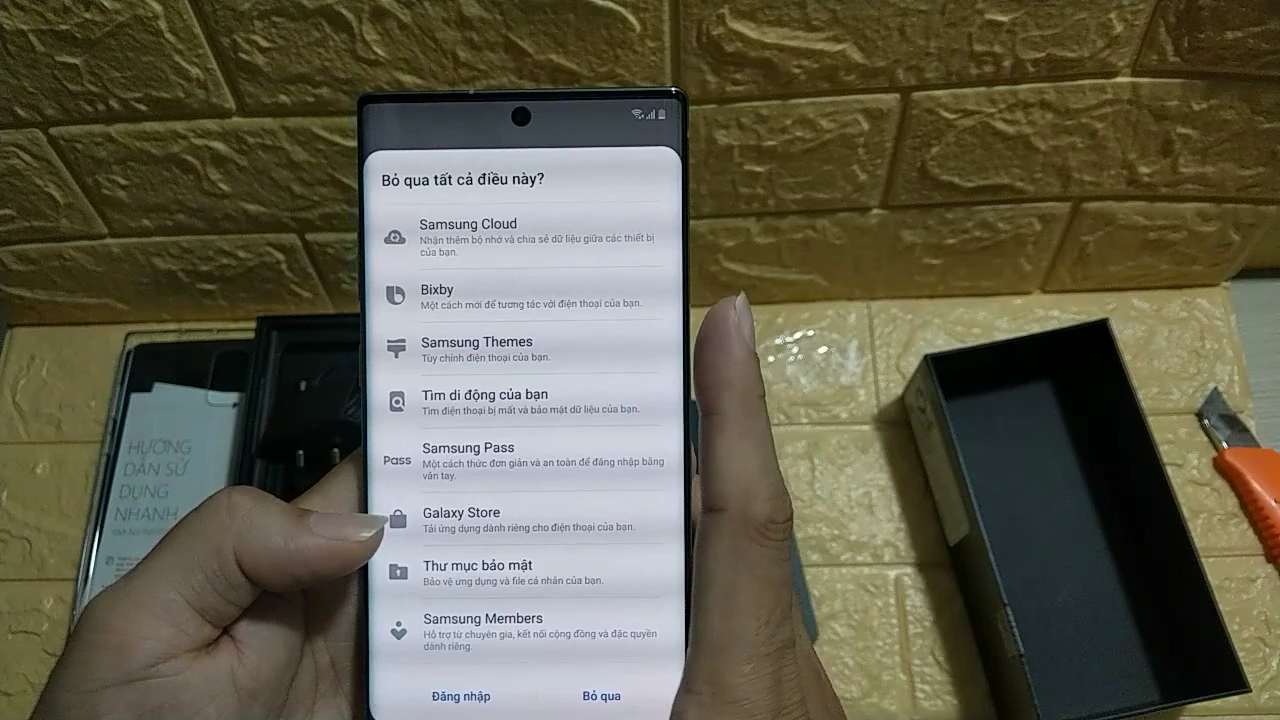 Bỏ qua tất cả điều này?
Samsung Cloud
Nhận thêm bộ nhớ và chia sẻ dữ liệu giữa các thiết bị
của bạn.
Bixby
Một cách mới để tương tác với điện thoại của bạn.
Samsung Themes
Tùy chỉnh điện thoại của bạn.
Tìm di động của bạn
Tìm điện thoại bị mất và bảo mật dữ liệu của bạn.
Pass
Samsung Pass
Một cách thức đơn giản và an toàn để đăng nhập bằng
vân tay.
Galaxy Store
Tải ứng dụng dành riêng cho điện thoại của bạn.
Thư mục bảo mật
Bảo vệ ứng dụng và file cá nhân của bạn.
Samsung Members
Hỗ trợ từ chuyên gia, kết nối cộng đồng và đặc quyền
dành riêng.
Đăng nhập
Bỏ qua
HƯỚNG
DẪN SỬ
DỤNG
NHANH